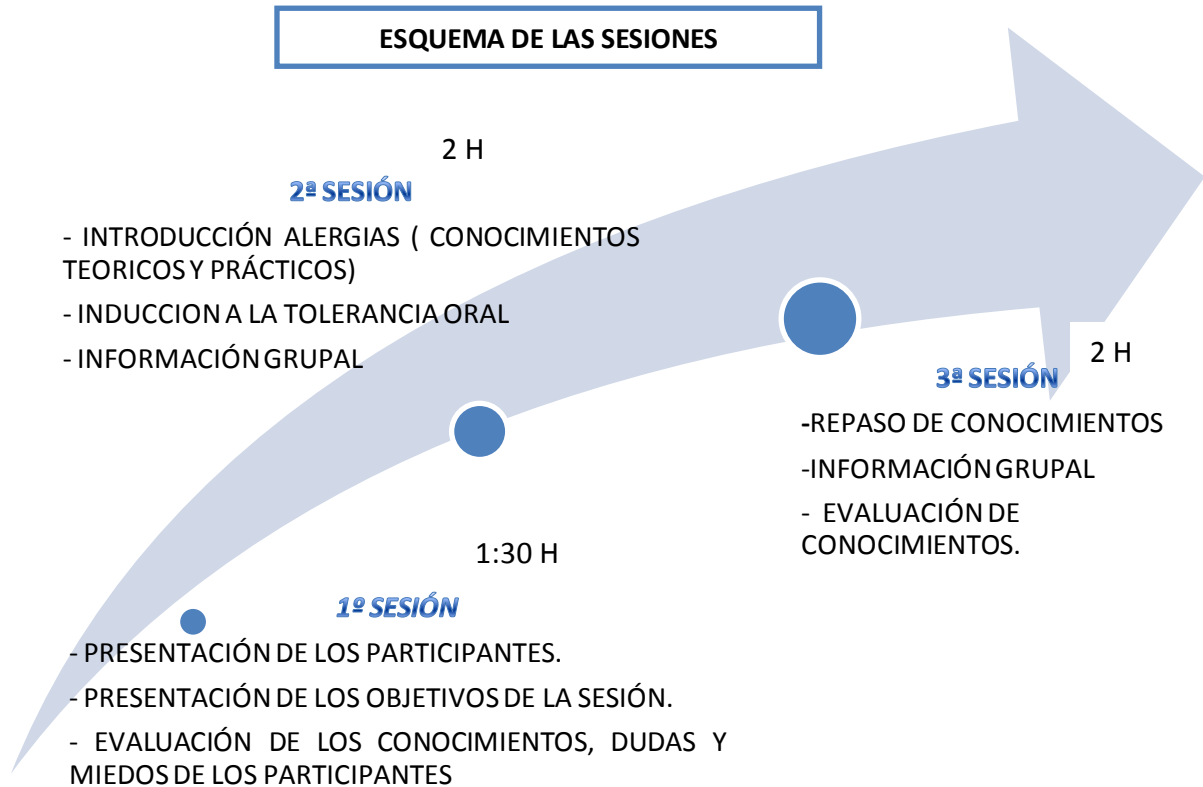 ESQUEMA DE LAS SESIONES
2 H
2ª SESIÓN
- INTRODUCCIÓN ALERGIAS ( CONOCIMIENTOS
TEORICOS Y PRÁCTICOS)
- INDUCCION A LA TOLERANCIA ORAL
- INFORMACIÓN GRUPAL
2 H
3ª SESIÓN
-REPASO DE CONOCIMIENTOS
-INFORMACIÓN GRUPAL
- EVALUACIÓN DE
CONOCIMIENTOS.
1:30 H
1º SESIÓN
- PRESENTACIÓN DE LOS PARTICIPANTES.
- PRESENTACIÓN DE LOS OBJETIVOS DE LA SESIÓN.
- EVALUACIÓN DE LOS CONOCIMIENTOS, DUDAS Y
MIEDOS DE LOS PARTICIPANTES